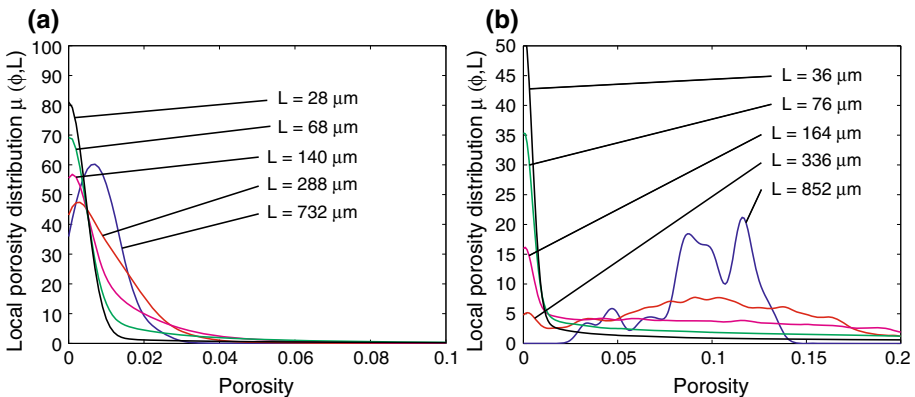 (a)
Local porosity distribution μ (ϕ,L)
100
90
80
70
60
50
40
30
20
10
0
0
0.02
0.04
0.06
0.08
0.1
Porosity
L = 28 μm
L = 68 μm
L = 140 μm
L = 288 μm
L = 732 μm
(b)
Local porosity distribution μ (ϕ,L)
50
45
40
35
30
25
20
15
10
5
0
0
0.05
0.1
0.15
0.2
Porosity
L = 36 μm
L = 76 μm
L = 164 μm
L = 336 μm
L = 852 μm